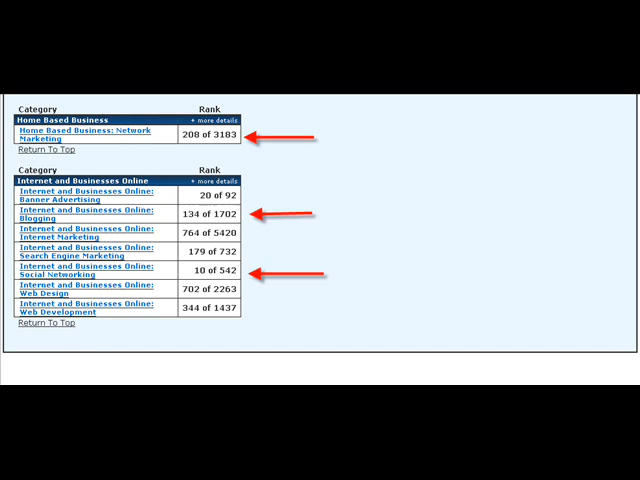 Category Rank
Home Based Business + more details
Home Based Business: Network
Marketing
208 of 3183
Return To Top
Category Rank
Internet and Businesses Online + more details
Internet and Businesses Online:
Banner Advertising
20 of 92
Internet and Businesses Online:
Blogging
134 of 1702
Internet and Businesses Online:
Internet Marketing
764 of 5420
Internet and Businesses Online:
Search Engine Marketing
179 of 732
Internet and Businesses Online:
Social Networking
10 of 542
Internet and Businesses Online:
Web Design
702 of 2263
Internet and Businesses Online:
Web Development
344 of 1437
Return To Top